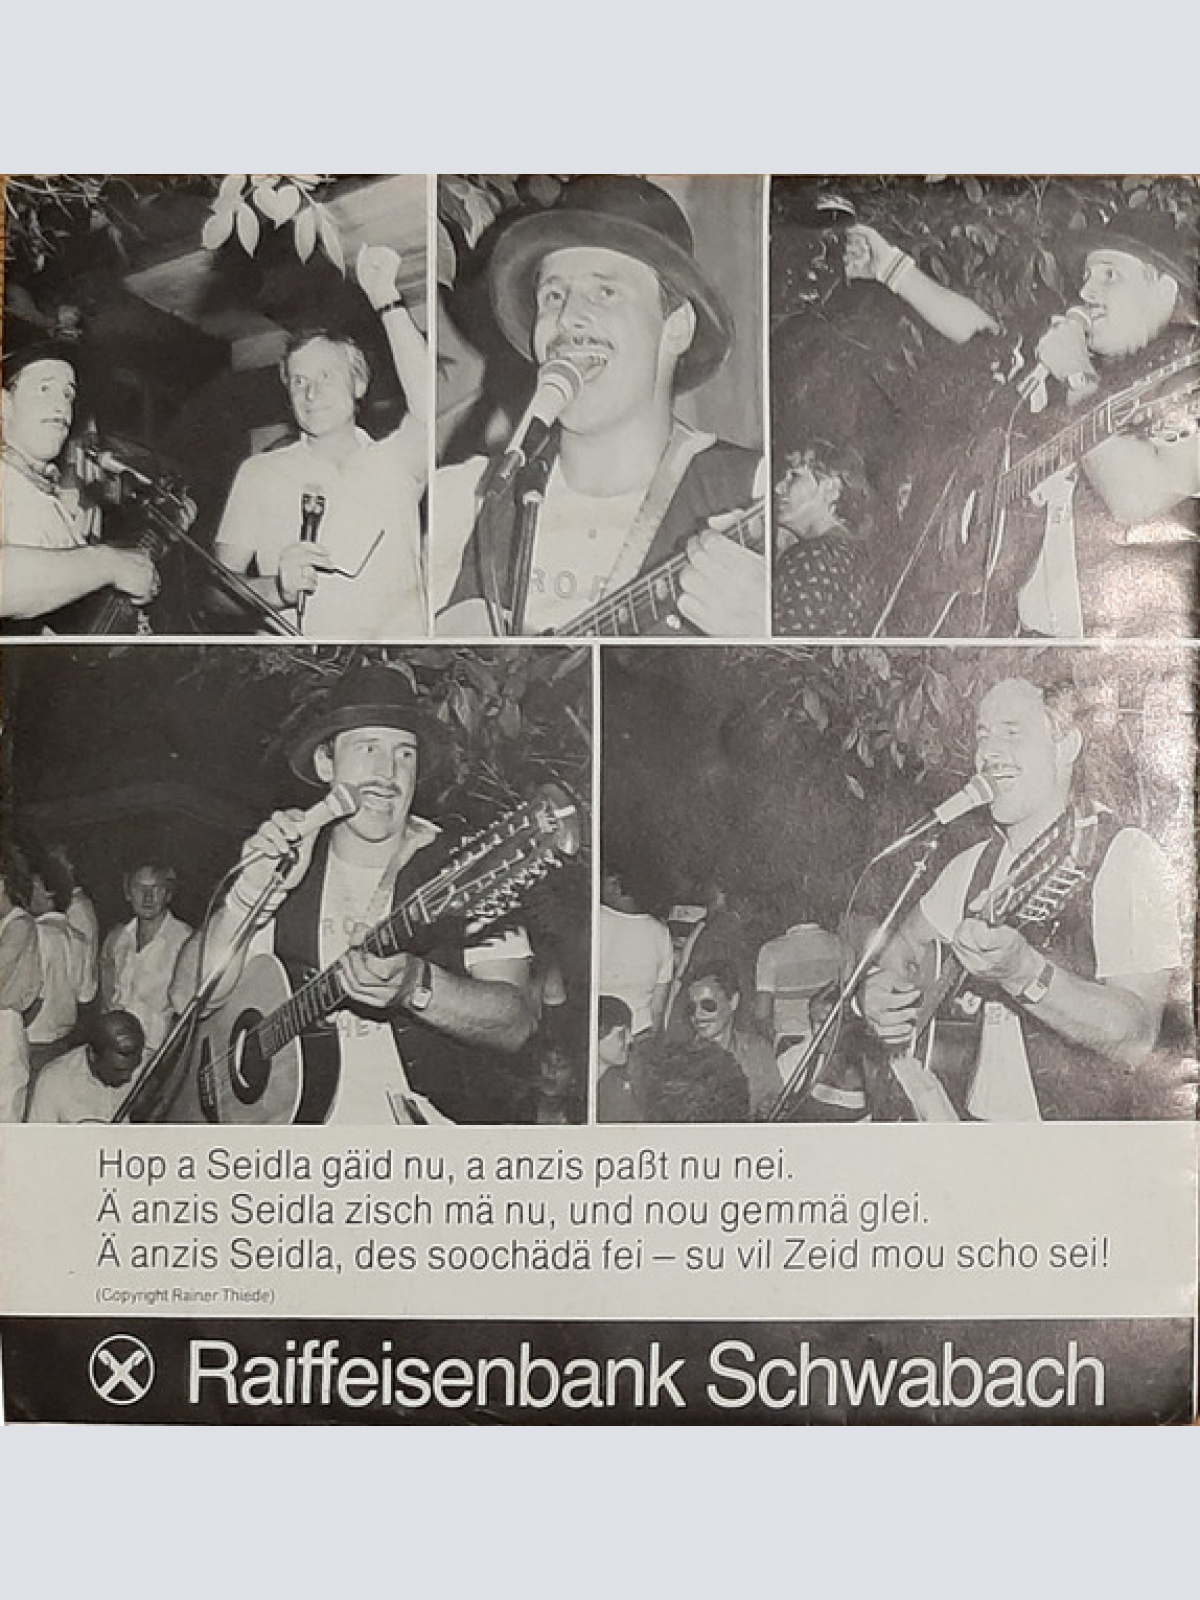 Hop a Seidla gäid nu, a anzis paßt nu nei.
Ä anzis Seidla zisch mä nu, und nou gemmä glei.
Ä anzis Seidla, des soochädä fei – su vil Zeid mou scho sei!
(Copyright Rainer Thiede)
Raiffeisenbank Schwabach